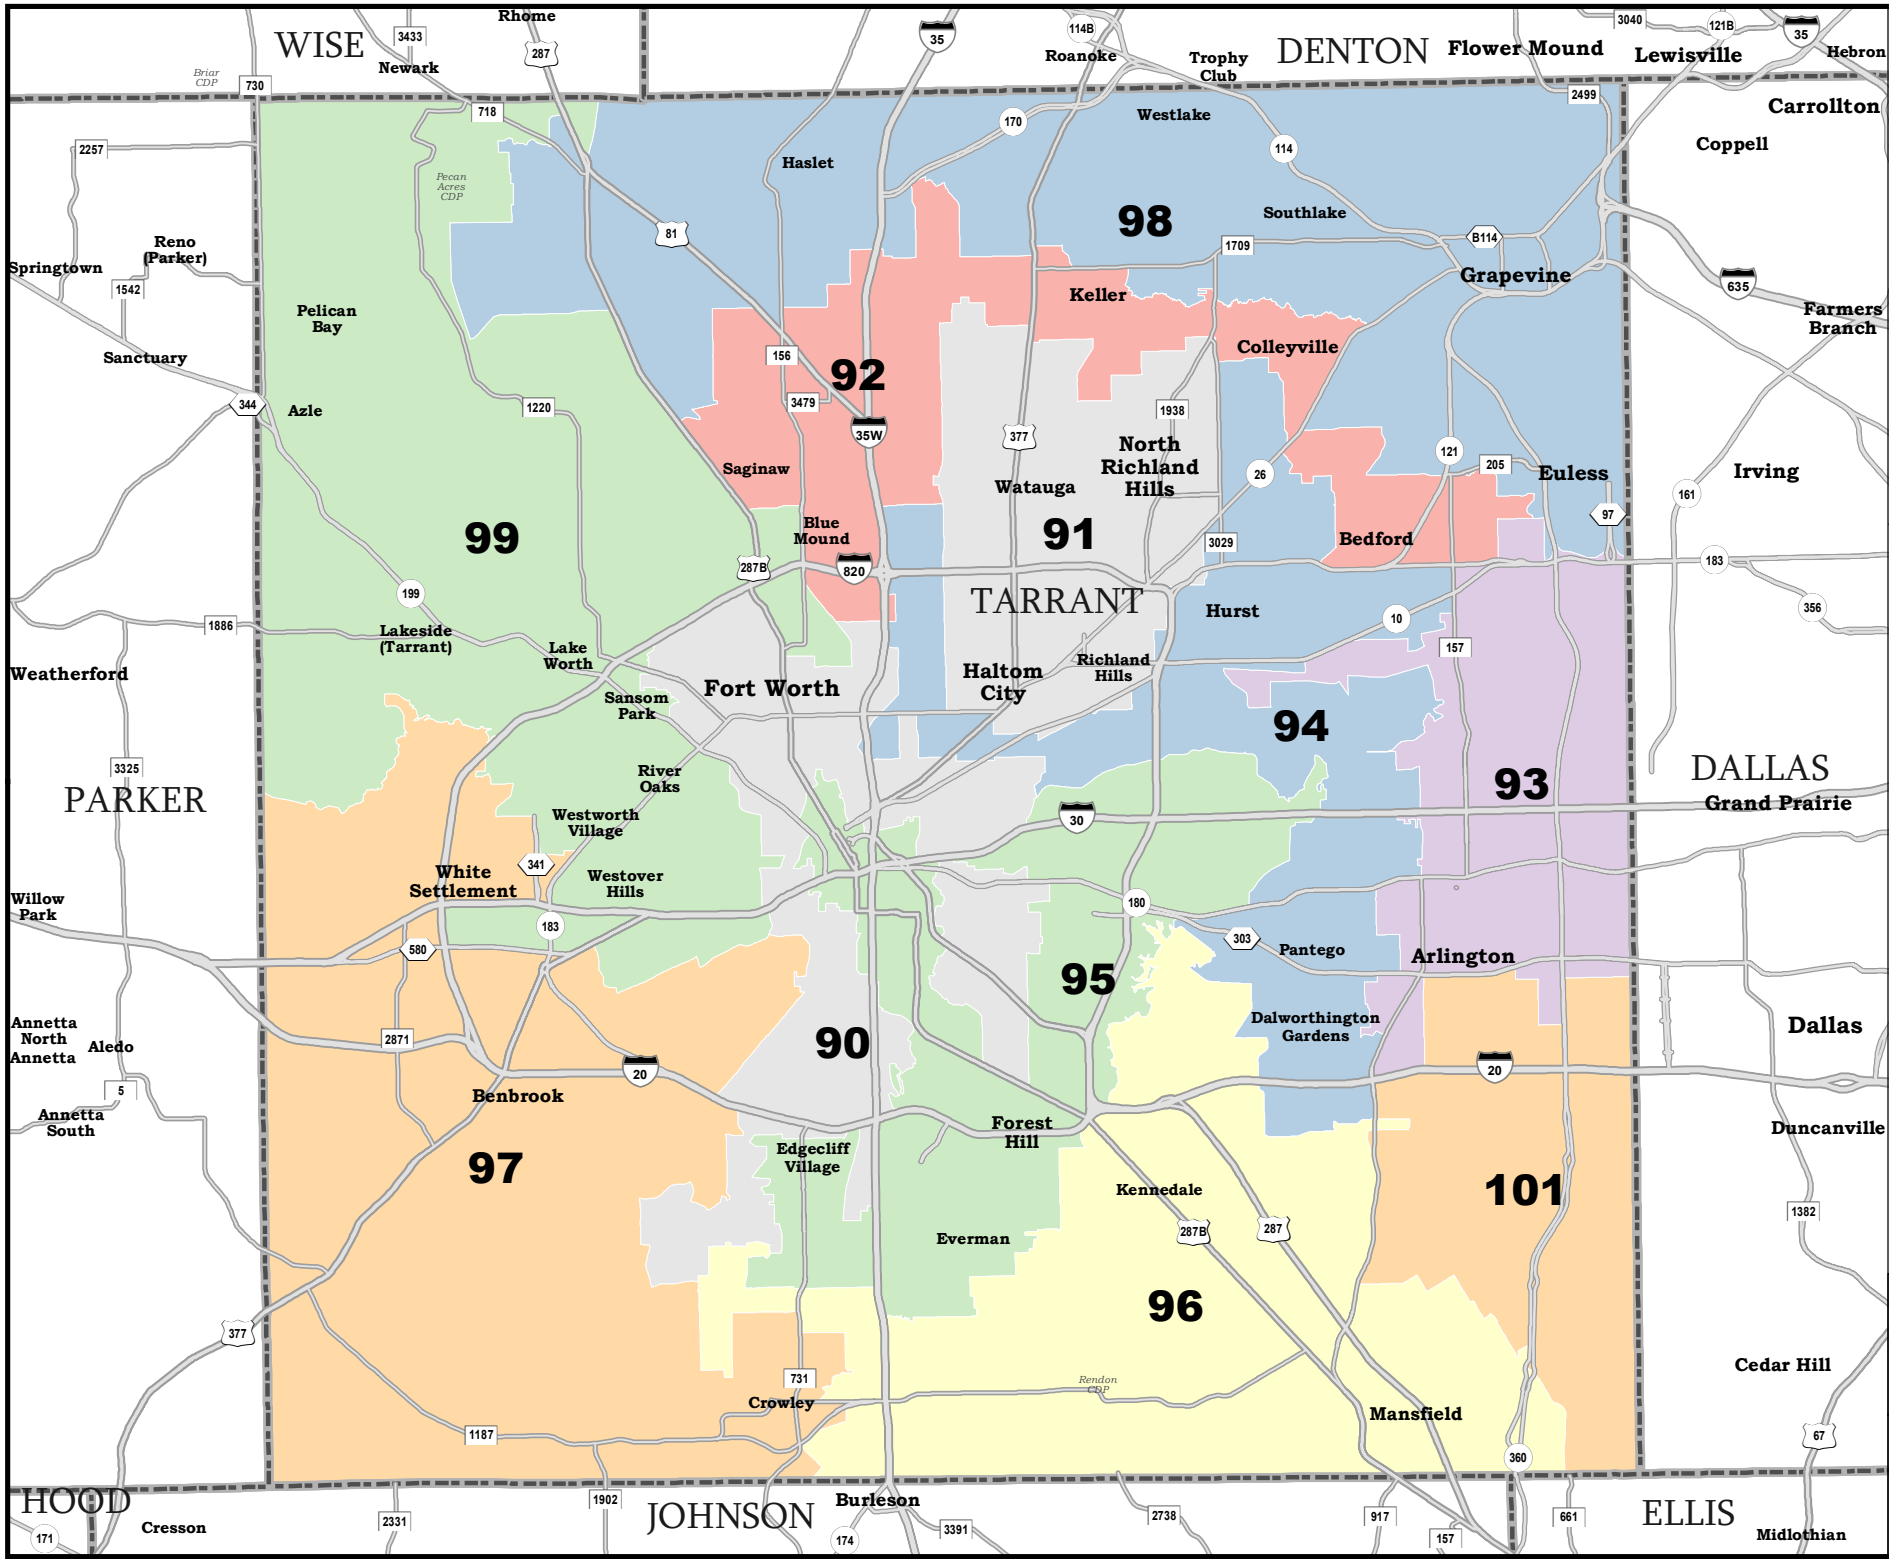 Rhome
WISE
3433
287
Newark
Briar
CDP
730
718
35
114B
Roanoke
Trophy
Club
DENTON
Flower Mound
3040
121B
Lewisville
35
Hebron
2499
Carrollton
Coppell
Westlake
170
114
Haslet
2257
Pecan
Acres
CDP
98
Southlake
81
1709
B114
Reno
(Parker)
Springtown
1542
Grapevine
635
Keller
Pelican
Bay
Farmers
Branch
Sanctuary
156
92
Colleyville
344
Azle
1220
3479
1938
35W
377
North
Richland
Hills
121
205
Saginaw
26
Euless
Irving
Watauga
161
97
99
Blue
Mound
91
3029
Bedford
287B
820
183
199
TARRANT
Hurst
10
356
1886
Lakeside
(Tarrant)
Lake
Worth
157
Weatherford
Richland
Hills
Haltom
City
Fort Worth
Sansom
Park
94
3325
PARKER
River
Oaks
DALLAS
93
Grand Prairie
Westworth
Village
30
341
White
Settlement
Westover
Hills
Willow
Park
180
183
303
580
Pantego
Arlington
95
Dalworthington
Gardens
Annetta
North
Annetta
Aledo
2871
90
Dallas
20
20
5
Benbrook
Annetta
South
Forest
Hill
Duncanville
Edgecliff
Village
97
Kennedale
101
1382
287B
287
Everman
96
377
Cedar Hill
731
Rendon
CDP
Crowley
Mansfield
1187
67
360
HOOD
1902
JOHNSON
Burleson
ELLIS
171
Cresson
2331
174
3391
2738
917
157
661
Midlothian